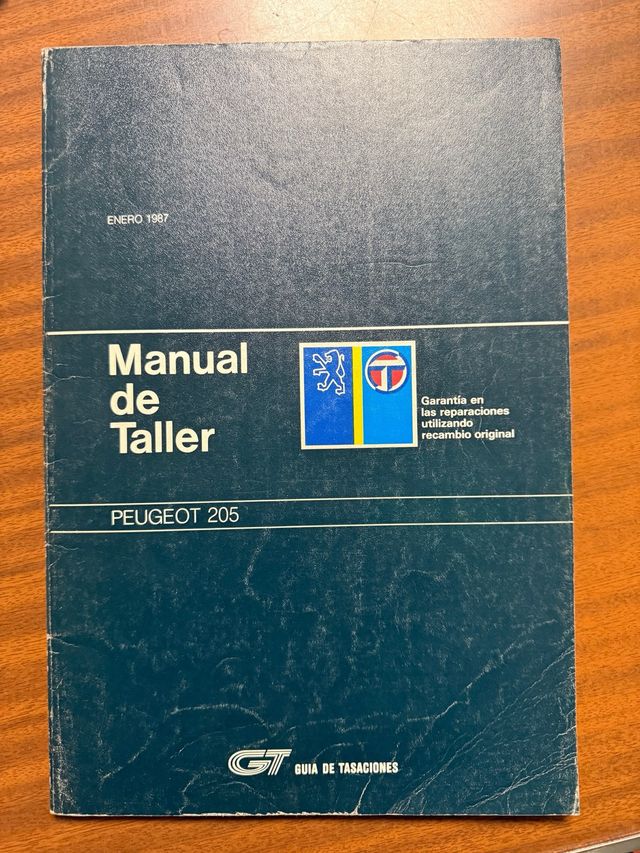 ENERO 1987
Manual
de
Taller
Garantía en
las reparaciones
utilizando
recambio original
PEUGEOT 205
GT GUIA DE TASACIONES